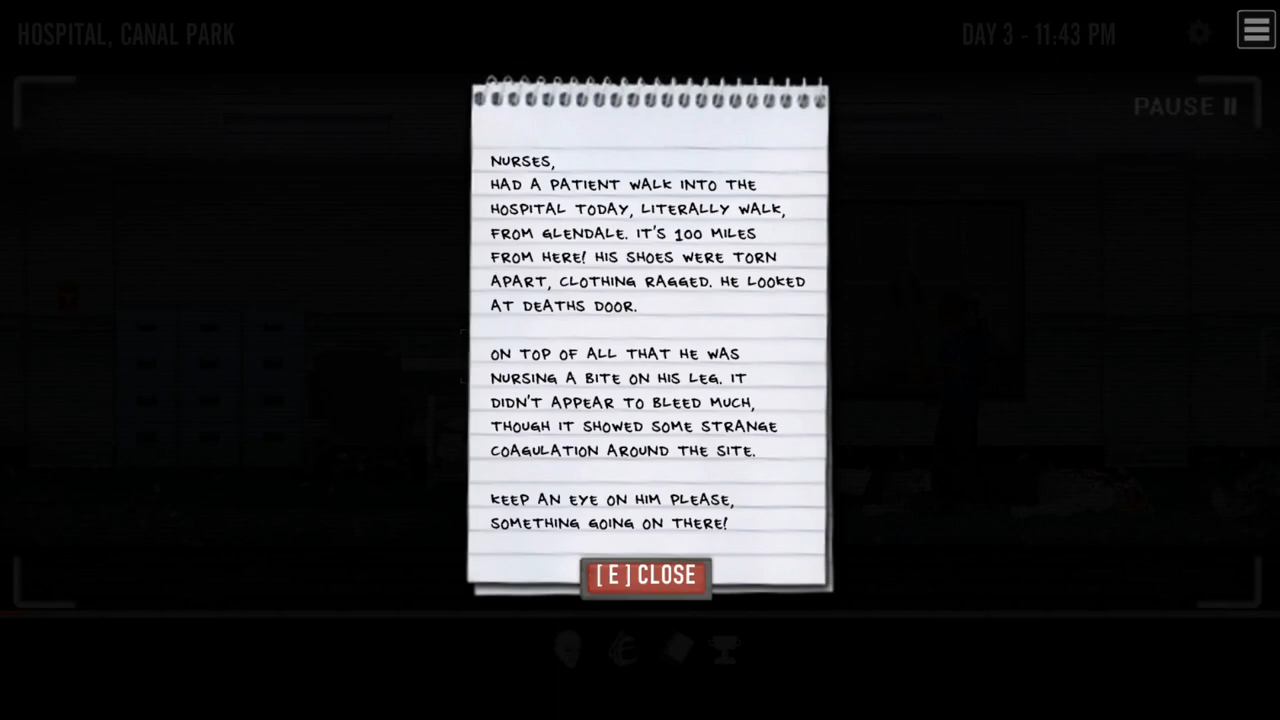 HOSPITAL, CANAL PARK
DAY 3 - 11:43 PM
PAUSE II
NURSES,
HAD A PATIENT WALK INTO THE
HOSPITAL TODAY, LITERALLY WALK,
FROM GLENDALE. IT'S 100 MILES
FROM HERE! HIS SHOES WERE TORN
APART, CLOTHING RAGGED. HE LOOKED
AT DEATHS DOOR.
ON TOP OF ALL THAT HE WAS
NURSING A BITE ON HIS LEG. IT
DIDN'T APPEAR TO BLEED MUCH,
THOUGH IT SHOWED SOME STRANGE
COAGULATION AROUND THE SITE.
KEEP AN EYE ON HIM PLEASE,
SOMETHING GOING ON THERE!
[ E ] CLOSE